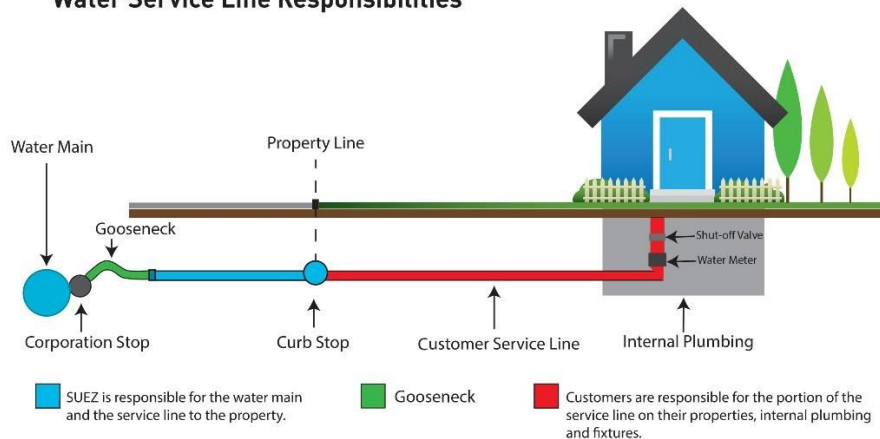 Water Service Line Responsibilities
Water Main
Property Line
Gooseneck
Shut-off Valve
Water Meter
Corporation Stop
Curb Stop
Customer Service Line
Internal Plumbing
SUEZ is responsible for the water main
and the service line to the property.
Gooseneck
Customers are responsible for the portion of the
service line on their properties, internal plumbing
and fixtures.